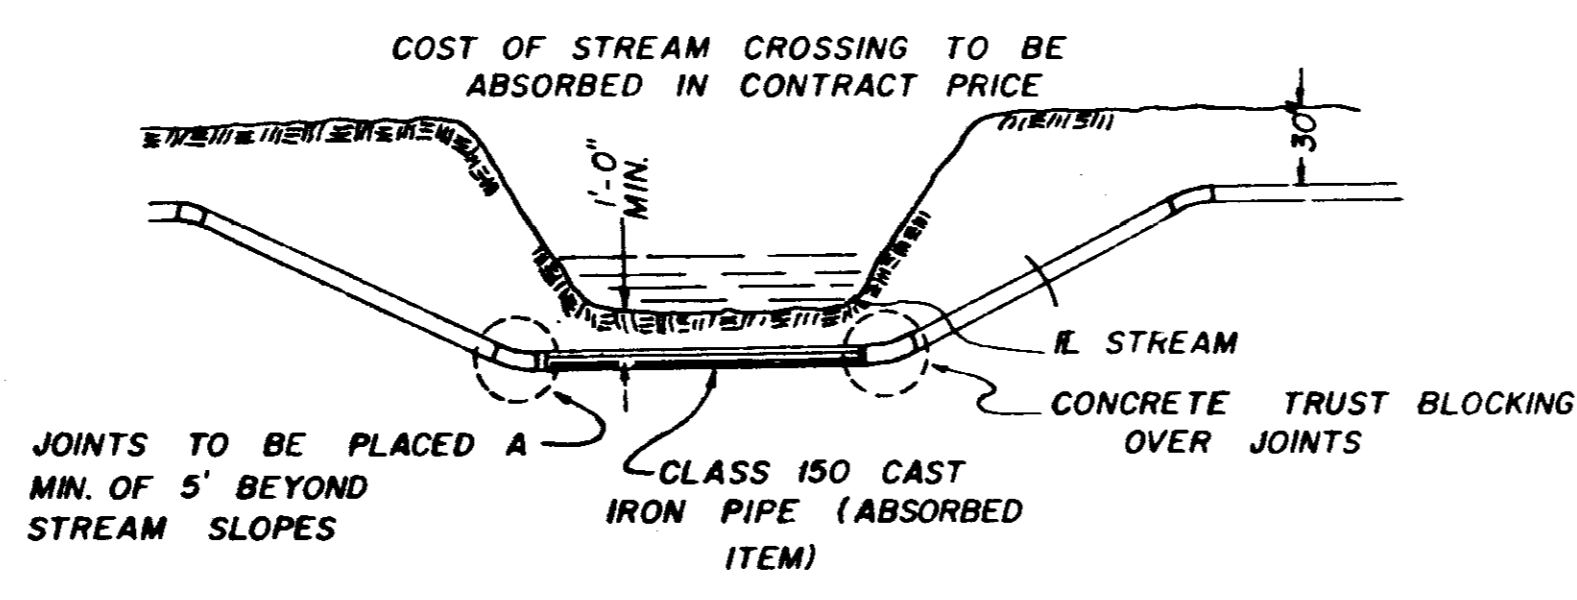 COST OF STREAM CROSSING TO BE
ABSORBED IN CONTRACT PRICE
30"
1'-0"
MIN.
℄ STREAM
CONCRETE TRUST BLOCKING
OVER JOINTS
JOINTS TO BE PLACED A
MIN. OF 5' BEYOND
STREAM SLOPES
CLASS 150 CAST
IRON PIPE (ABSORBED
ITEM)